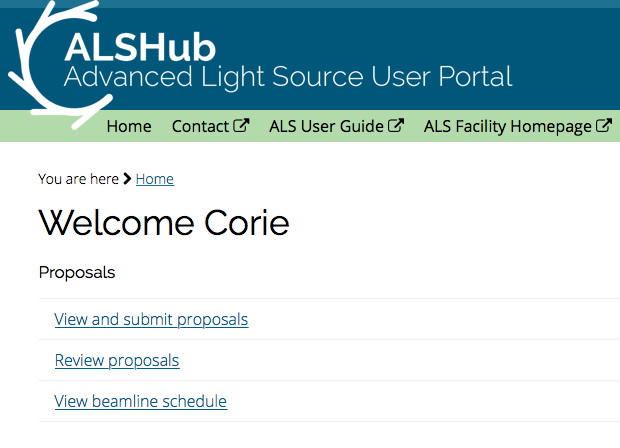 ALSHub
Advanced Light Source User Portal
Home Contact ALS User Guide ALS Facility Homepage
You are here Home
Welcome Corie
Proposals
View and submit proposals
Review proposals
View beamline schedule